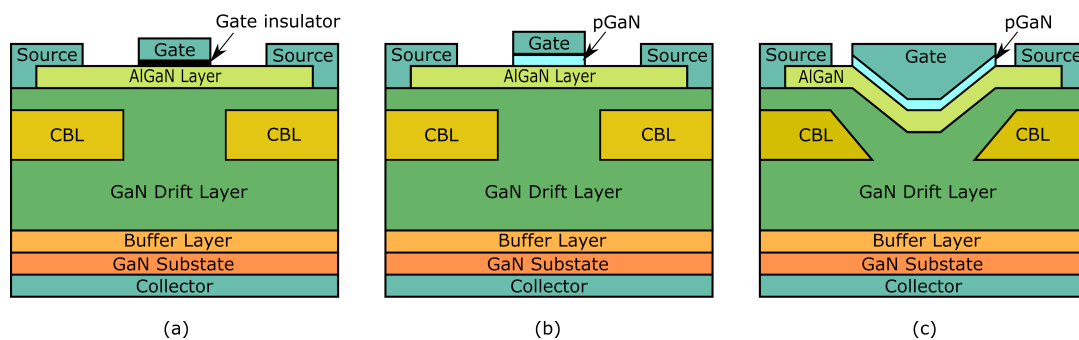 Gate insulator
Source
Gate
Source
AlGaN Layer
CBL
CBL
GaN Drift Layer
Buffer Layer
GaN Substate
Collector
(a)
pGaN
Source
Gate
Source
AlGaN Layer
CBL
CBL
GaN Drift Layer
Buffer Layer
GaN Substate
Collector
(b)
pGaN
Source
Gate
Source
AlGaN
CBL
CBL
GaN Drift Layer
Buffer Layer
GaN Substate
Collector
(c)